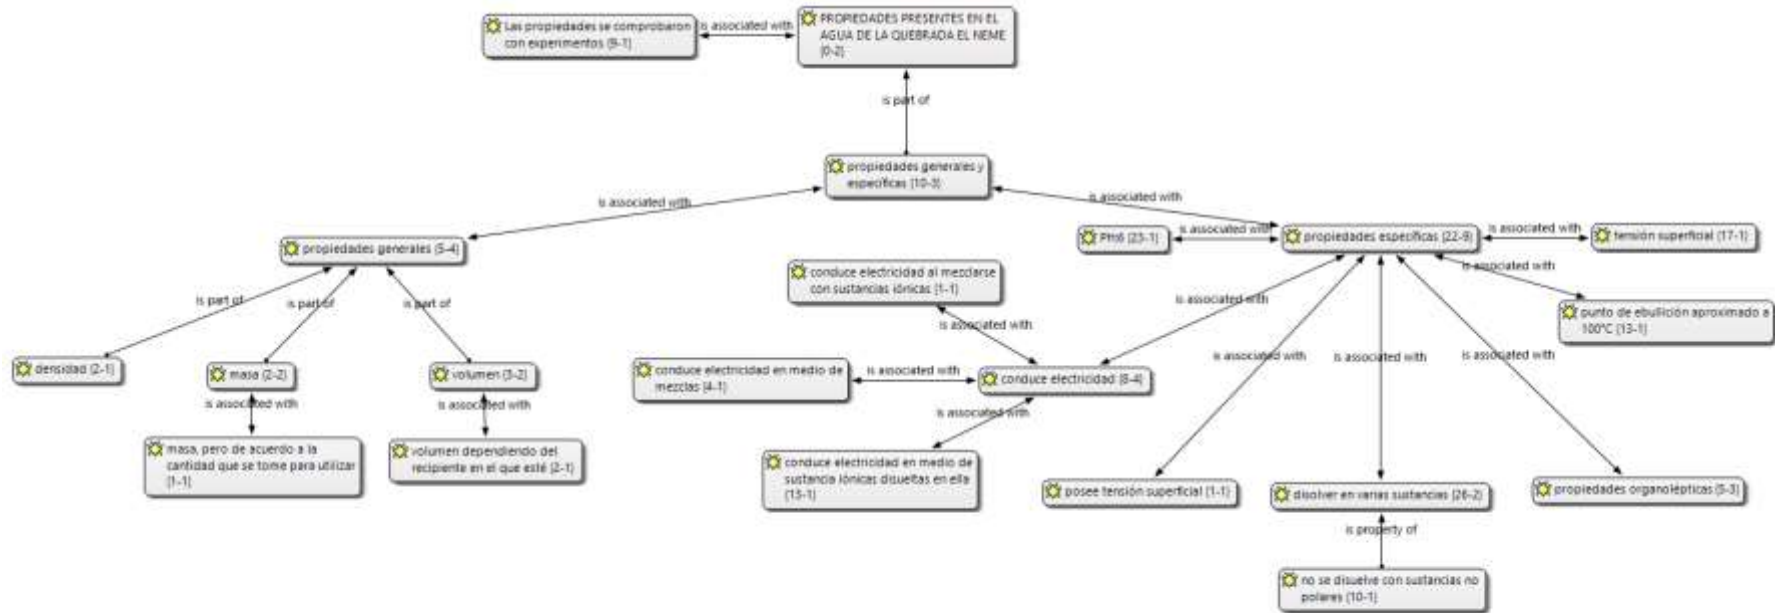 Las propiedades se comprobaron
con experimentos {9-1}
is associated with
PROPIEDADES PRESENTES EN EL
AGUA DE LA QUEBRADA EL NEME
{0-2}
is part of
propiedades generales y
específicas {10-3}
is associated with
is associated with
propiedades generales {5-4}
PH≤6 {23-1}
is associated with
propiedades específicas {22-9}
is associated with
tensión superficial {17-1}
is part of
is part of
is part of
conduce electricidad al mezclarse
con sustancias iónicas {1-1}
is associated with
is associated with
punto de ebullición aproximado a
100°C {13-1}
is associated with
is associated with
is associated with
is associated with
densidad {2-1}
masa {2-2}
volumen {3-2}
conduce electricidad en medio de
mezclas {4-1}
is associated with
conduce electricidad {8-4}
is associated with
is associated with
is associated with
masa, pero de acuerdo a la
cantidad que se tome para utilizar
{1-1}
volumen dependiendo del
recipiente en el que esté {2-1}
conduce electricidad en medio de
sustancia iónicas disueltas en ella
{13-1}
posee tensión superficial {1-1}
disolver en varias sustancias {26-2}
propiedades organolépticas {5-3}
is property of
no se disuelve con sustancias no
polares {10-1}